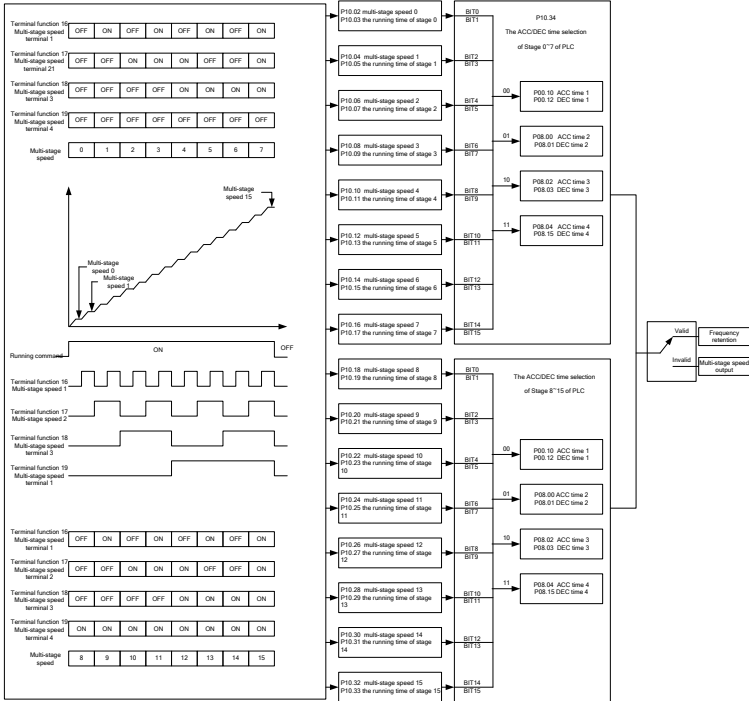 Terminal function 16
Multi-stage speed
terminal 1
OFF ON OFF ON OFF ON OFF ON
Terminal function 17
Multi-stage speed
terminal 21
OFF OFF ON ON OFF OFF ON ON
Terminal function 18
Multi-stage speed
terminal 3
OFF OFF OFF OFF ON ON ON ON
Terminal function 19
Multi-stage speed
terminal 4
OFF OFF OFF OFF OFF OFF OFF OFF
Multi-stage
speed
0 1 2 3 4 5 6 7
Multi-stage
speed 15
Multi-stage
speed 0
Multi-stage
speed 1
Running command
ON
OFF
Terminal function 16
Multi-stage speed 1
Terminal function 17
Multi-stage speed 2
Terminal function 18
Multi-stage speed
terminal 3
Terminal function 19
Multi-stage speed
terminal 1
Terminal function 16
Multi-stage speed
terminal 1
OFF ON OFF ON OFF ON OFF ON
Terminal function 17
Multi-stage speed
terminal 2
OFF OFF ON ON OFF OFF ON ON
Terminal function 18
Multi-stage speed
terminal 3
OFF OFF OFF OFF ON ON ON ON
Terminal function 19
Multi-stage speed
terminal 4
ON ON ON ON ON ON ON ON
Multi-stage
speed
8 9 10 11 12 13 14 15
P10.02 multi-stage speed 0
P10.03 the running time of stage 0
P10.04 multi-stage speed 1
P10.05 the running time of stage 1
P10.06 multi-stage speed 2
P10.07 the running time of stage 2
P10.08 multi-stage speed 3
P10.09 the running time of stage 3
P10.10 multi-stage speed 4
P10.11 the running time of stage 4
P10.12 multi-stage speed 5
P10.13 the running time of stage 5
P10.14 multi-stage speed 6
P10.15 the running time of stage 6
P10.16 multi-stage speed 7
P10.17 the running time of stage 7
P10.18 multi-stage speed 8
P10.19 the running time of stage 8
P10.20 multi-stage speed 9
P10.21 the running time of stage 9
P10.22 multi-stage speed 10
P10.23 the running time of stage
10
P10.24 multi-stage speed 11
P10.25 the running time of stage
11
P10.26 multi-stage speed 12
P10.27 the running time of stage
12
P10.28 multi-stage speed 13
P10.29 the running time of stage
13
P10.30 multi-stage speed 14
P10.31 the running time of stage
14
P10.32 multi-stage speed 15
P10.33 the running time of stage 15
BIT0
BIT1
BIT2
BIT3
BIT4
BIT5
BIT6
BIT7
BIT8
BIT9
BIT10
BIT11
BIT12
BIT13
BIT14
BIT15
P10.34
The ACC/DEC time selection
of Stage 0~7 of PLC
00
P00.10 ACC time 1
P00.12 DEC time 1
01
P08.00 ACC time 2
P08.01 DEC time 2
10
P08.02 ACC time 3
P08.03 DEC time 3
11
P08.04 ACC time 4
P08.15 DEC time 4
BIT0
BIT1
BIT2
BIT3
BIT4
BIT5
BIT6
BIT7
BIT8
BIT9
BIT10
BIT11
BIT12
BIT13
BIT14
BIT15
The ACC/DEC time selection
of Stage 8~15 of PLC
00
P00.10 ACC time 1
P00.12 DEC time 1
01
P08.00 ACC time 2
P08.01 DEC time 2
10
P08.02 ACC time 3
P08.03 DEC time 3
11
P08.04 ACC time 4
P08.15 DEC time 4
Valid
Frequency
retention
Invalid
Multi-stage speed
output